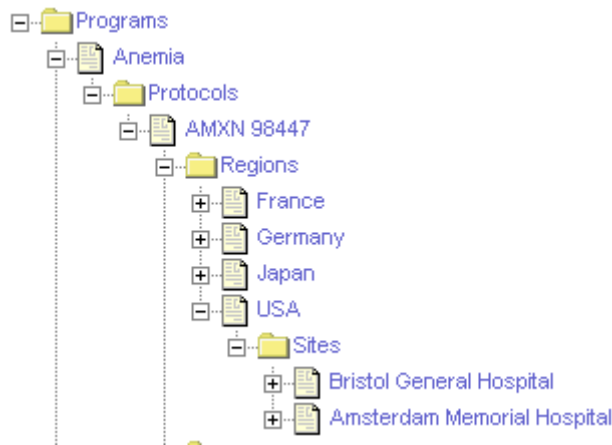 Programs
Anemia
Protocols
AMXN 98447
Regions
France
Germany
Japan
USA
Sites
Bristol General Hospital
Amsterdam Memorial Hospital